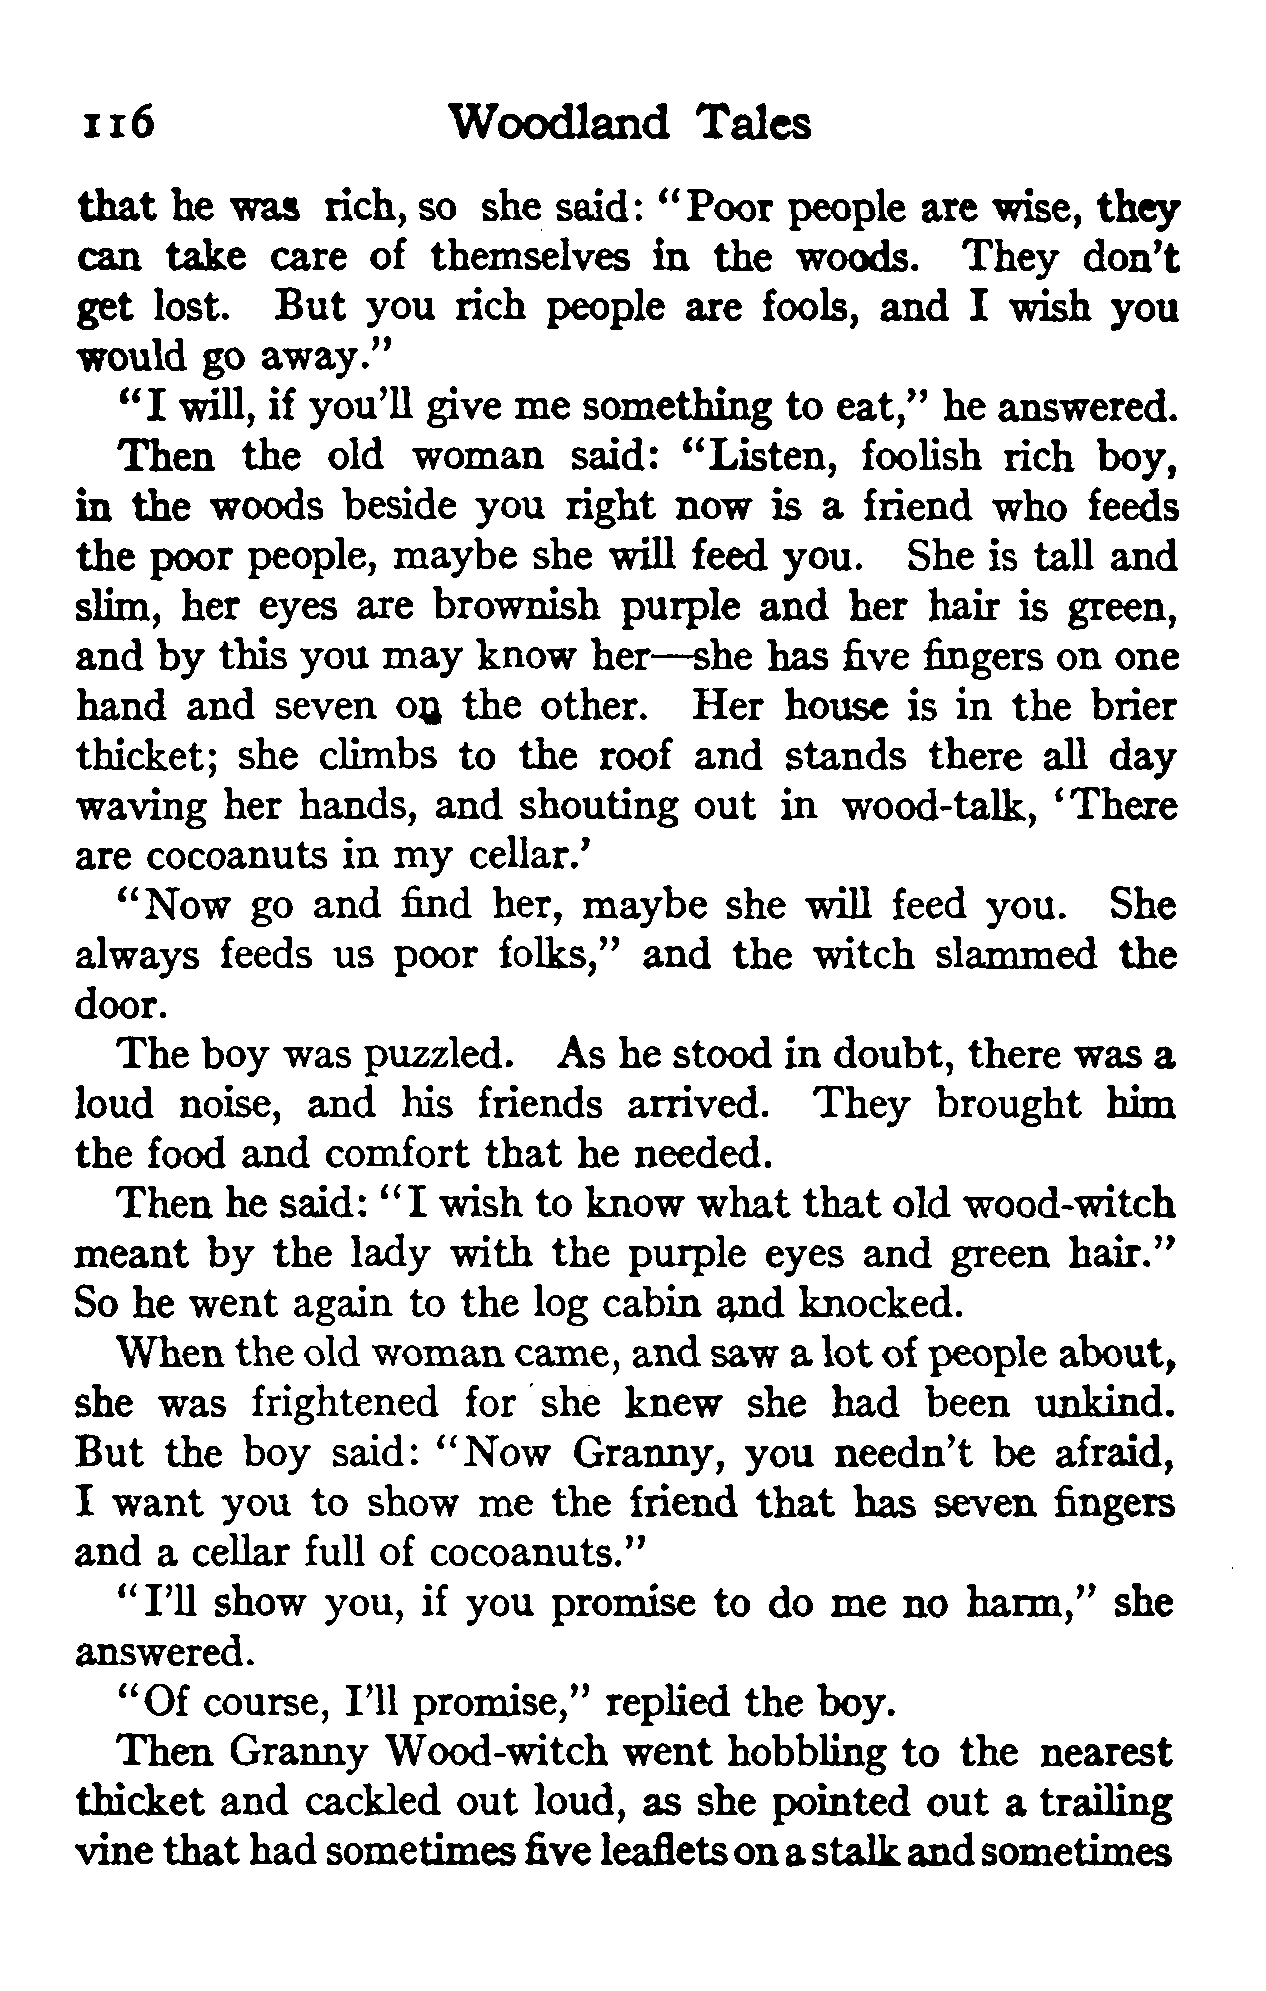 116 Woodland Tales
that he was rich, so she said: "Poor people are wise, they
can take care of themselves in the woods. They don't
get lost. But you rich people are fools, and I wish you
would go away."
"I will, if you'll give me something to eat," he answered.
Then the old woman said: "Listen, foolish rich boy,
in the woods beside you right now is a friend who feeds
the poor people, maybe she will feed you. She is tall and
slim, her eyes are brownish purple and her hair is green,
and by this you may know her—she has five fingers on one
hand and seven on the other. Her house is in the brier
thicket; she climbs to the roof and stands there all day
waving her hands, and shouting out in wood-talk, 'There
are cocoanuts in my cellar.'
"Now go and find her, maybe she will feed you. She
always feeds us poor folks," and the witch slammed the
door.
The boy was puzzled. As he stood in doubt, there was a
loud noise, and his friends arrived. They brought him
the food and comfort that he needed.
Then he said: "I wish to know what that old wood-witch
meant by the lady with the purple eyes and green hair."
So he went again to the log cabin and knocked.
When the old woman came, and saw a lot of people about,
she was frightened for she knew she had been unkind.
But the boy said: "Now Granny, you needn't be afraid,
I want you to show me the friend that has seven fingers
and a cellar full of cocoanuts."
"I'll show you, if you promise to do me no harm," she
answered.
"Of course, I'll promise," replied the boy.
Then Granny Wood-witch went hobbling to the nearest
thicket and cackled out loud, as she pointed out a trailing
vine that had sometimes five leaflets on a stalk and sometimes